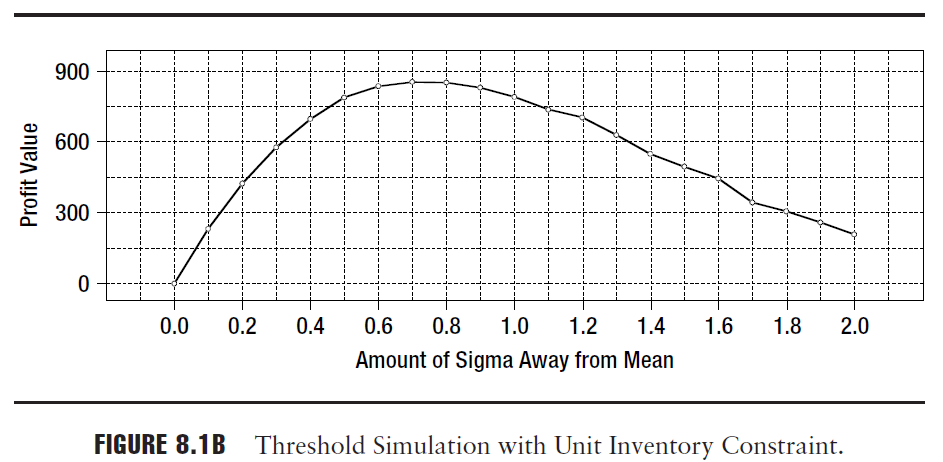 900
600
300
0
Profit Value
0.0 0.2 0.4 0.6 0.8 1.0 1.2 1.4 1.6 1.8 2.0
Amount of Sigma Away from Mean
FIGURE 8.1B Threshold Simulation with Unit Inventory Constraint.